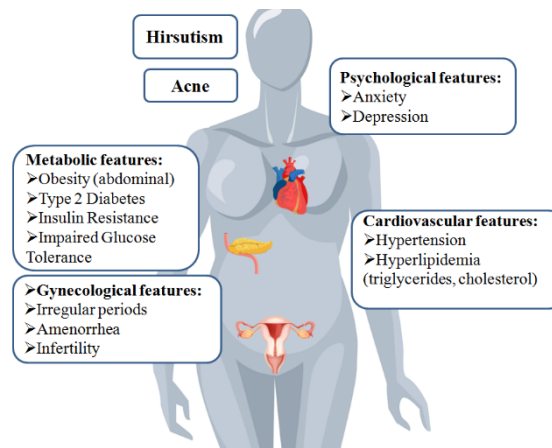 Hirsutism
Acne
Psychological features:
➢Anxiety
➢Depression
Metabolic features:
➢Obesity (abdominal)
➢Type 2 Diabetes
➢Insulin Resistance
➢Impaired Glucose
Tolerance
Cardiovascular features:
➢Hypertension
➢Hyperlipidemia
(triglycerides, cholesterol)
➢Gynecological features:
➢Irregular periods
➢Amenorrhea
➢Infertility